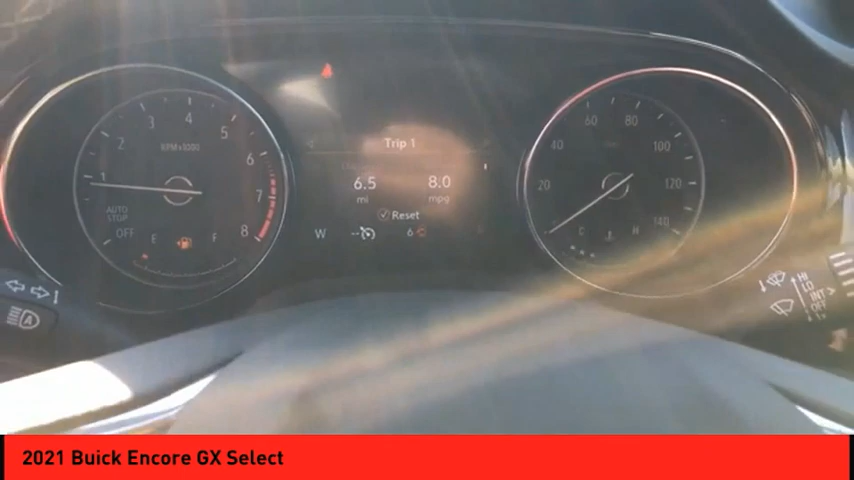 1 2 3 4 5 6 7 8
RPMx1000
AUTO
STOP
OFF
E F
Trip 1
6.5 8.0
mi mpg
Reset
W -- 6
20 40 60 80 100 120 140
C H
A
HI
LO
INT
OFF
2021 Buick Encore GX Select